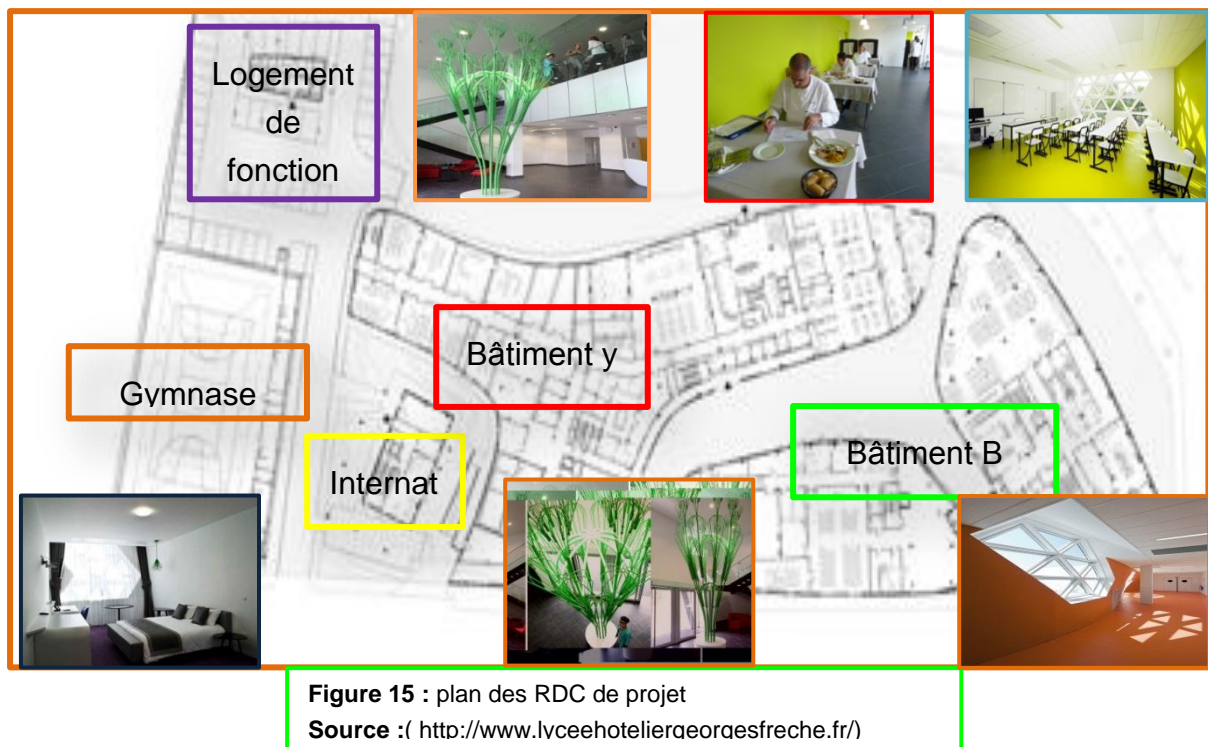 Logement
de
fonction
Bâtiment y
Gymnase
Bâtiment B
Internat
Figure 15 : plan des RDC de projet
Source :( http://www.lyceehoteliergeorgesfreche.fr/)